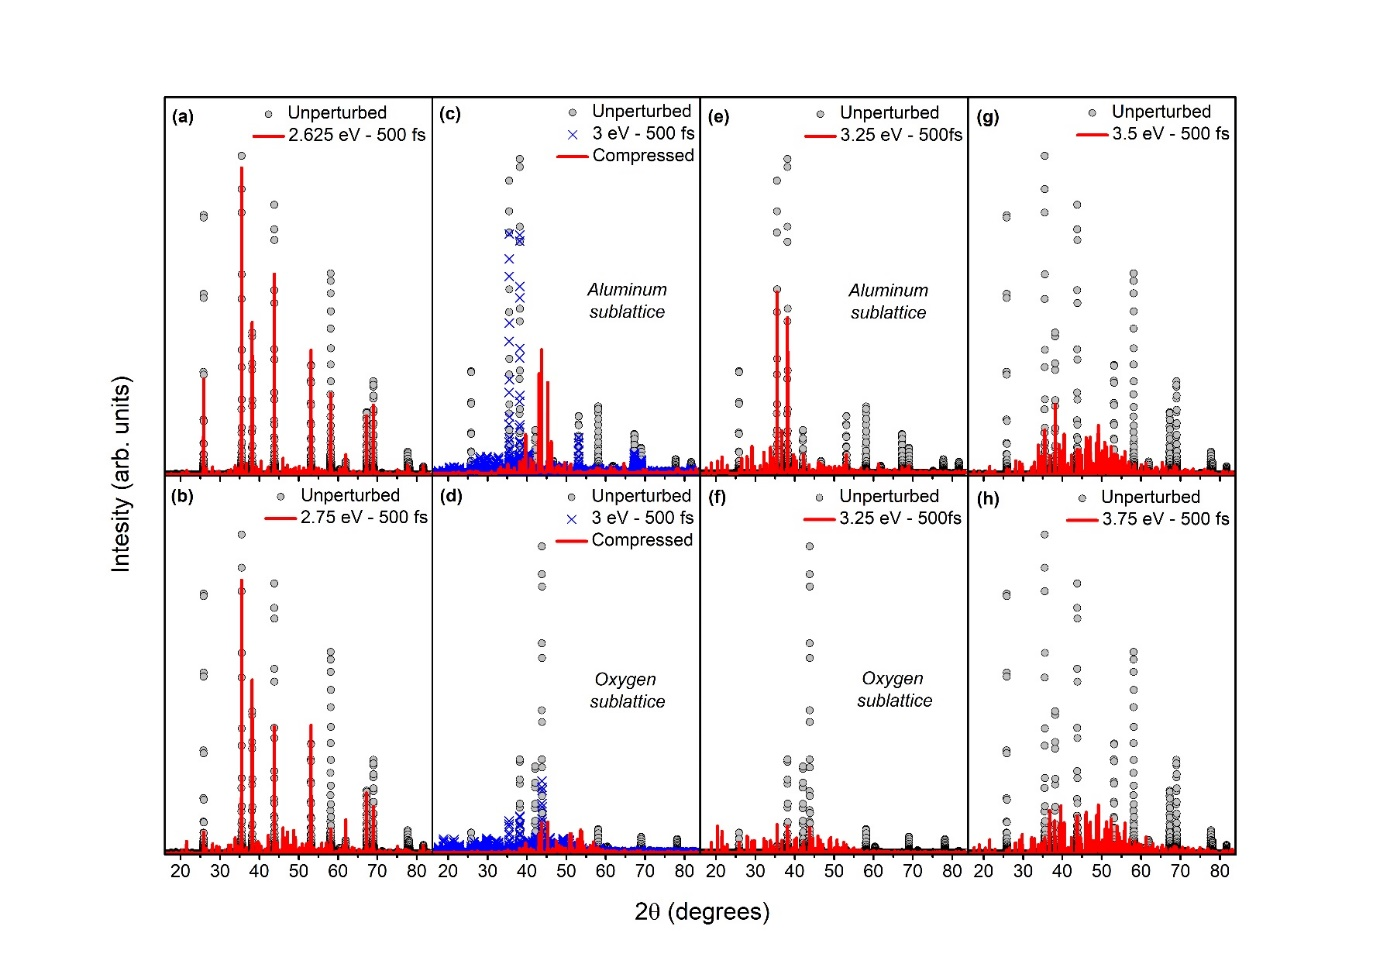 (a)
Unperturbed
2.625 eV - 500 fs
(c)
Unperturbed
3 eV - 500 fs
Compressed
Aluminum
sublattice
(e)
Unperturbed
3.25 eV - 500fs
Aluminum
sublattice
(g)
Unperturbed
3.5 eV - 500 fs
Intesity (arb. units)
(b)
Unperturbed
2.75 eV - 500 fs
(d)
Unperturbed
3 eV - 500 fs
Compressed
Oxygen
sublattice
(f)
Unperturbed
3.25 eV - 500fs
Oxygen
sublattice
(h)
Unperturbed
3.75 eV - 500 fs
20 30 40 50 60 70 20 30 40 50 60 70 80 20 30 40 50 60 70 80 20 30 40 50 60 70 80
2θ (degrees)